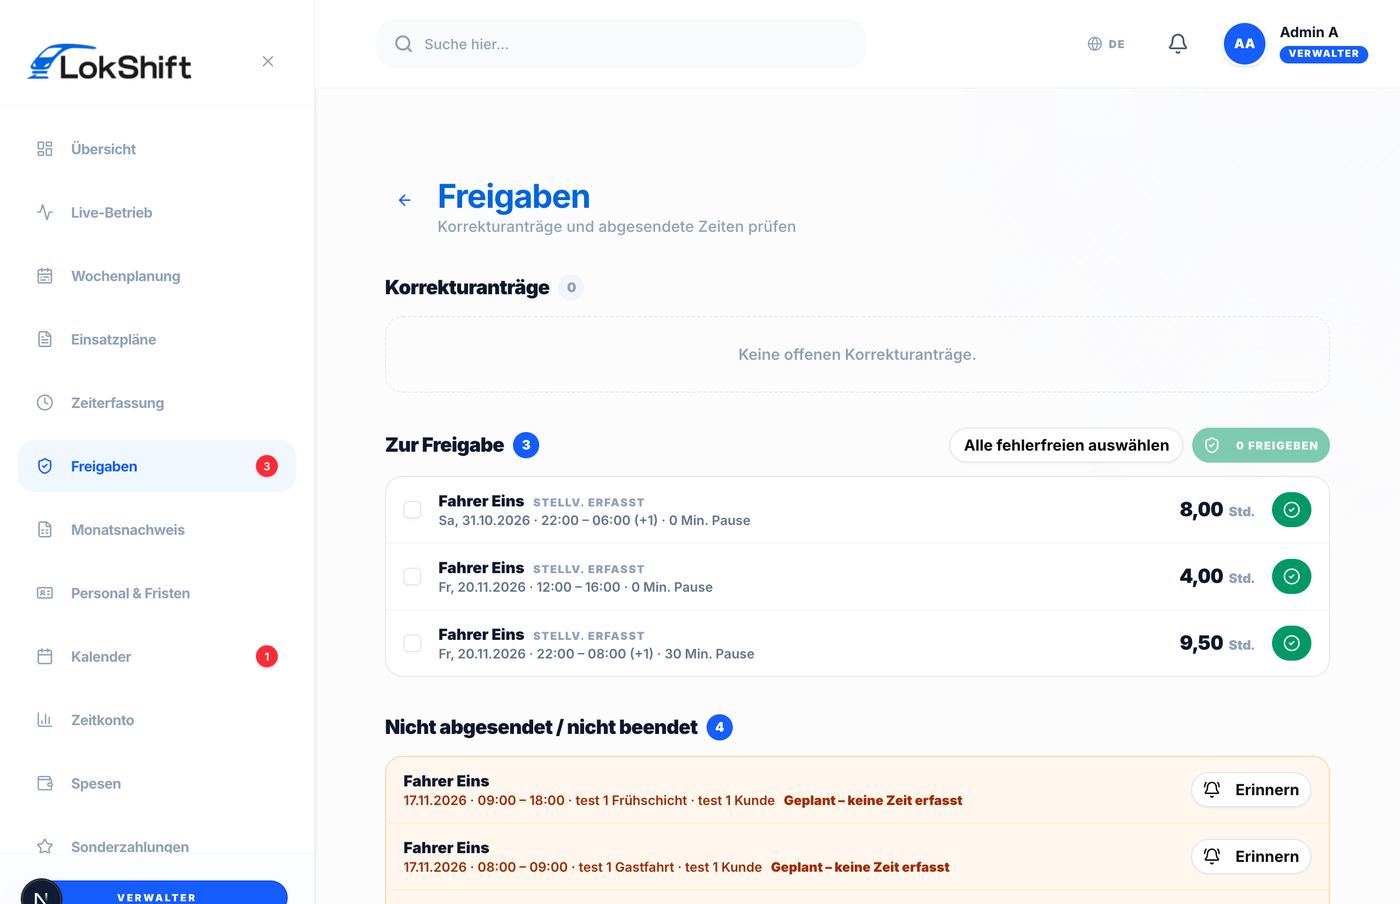 LokShift
Suche hier...
DE
AA
Admin A
VERWALTER
Übersicht
Live-Betrieb
Wochenplanung
Einsatzpläne
Zeiterfassung
Freigaben
3
Monatsnachweis
Personal & Fristen
Kalender
1
Zeitkonto
Spesen
Sonderzahlungen
N
VERWALTER
Freigaben
Korrekturanträge und abgesendete Zeiten prüfen
Korrekturanträge 0
Keine offenen Korrekturanträge.
Zur Freigabe 3
Alle fehlerfreien auswählen
0 FREIGEBEN
Fahrer Eins STELLV. ERFASST
Sa, 31.10.2026 · 22:00 – 06:00 (+1) · 0 Min. Pause
8,00 Std.
Fahrer Eins STELLV. ERFASST
Fr, 20.11.2026 · 12:00 – 16:00 · 0 Min. Pause
4,00 Std.
Fahrer Eins STELLV. ERFASST
Fr, 20.11.2026 · 22:00 – 08:00 (+1) · 30 Min. Pause
9,50 Std.
Nicht abgesendet / nicht beendet 4
Fahrer Eins
17.11.2026 · 09:00 – 18:00 · test 1 Frühschicht · test 1 Kunde Geplant – keine Zeit erfasst
Erinnern
Fahrer Eins
17.11.2026 · 08:00 – 09:00 · test 1 Gastfahrt · test 1 Kunde Geplant – keine Zeit erfasst
Erinnern